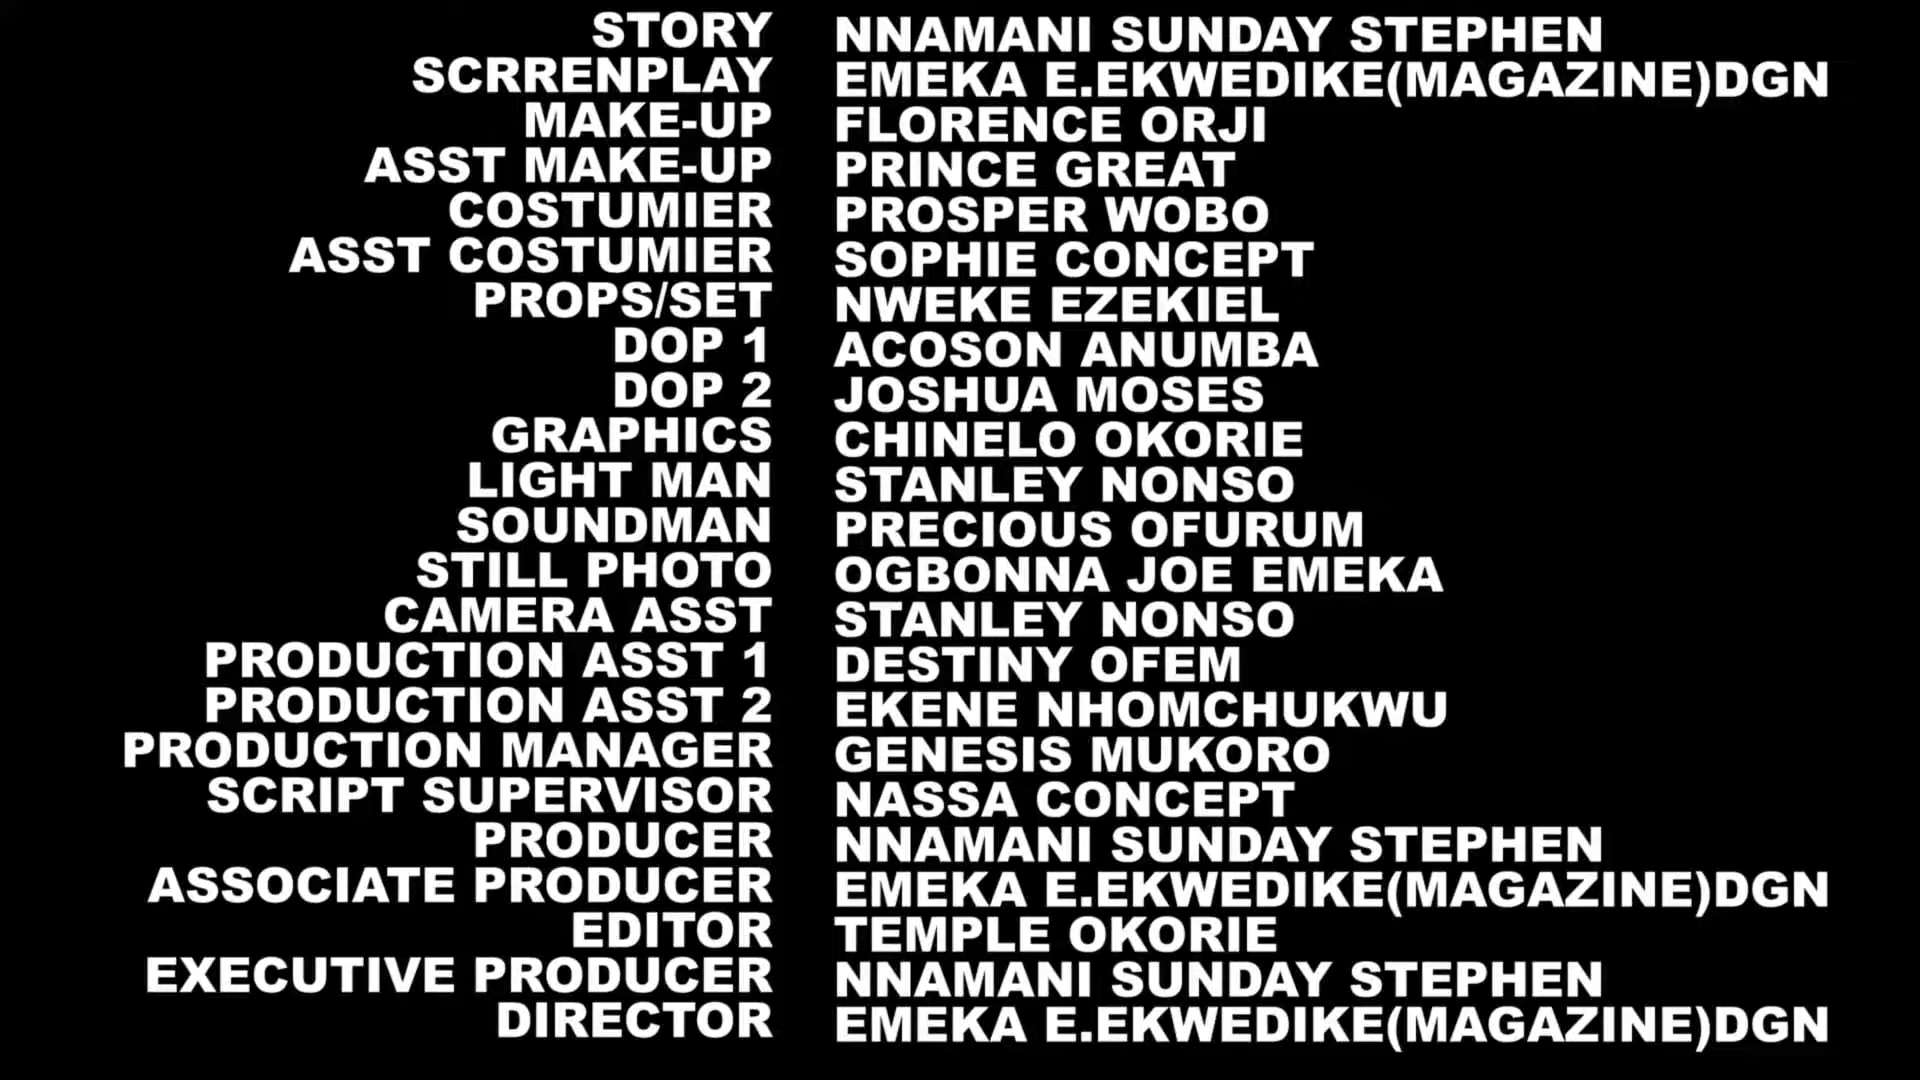 STORY NNAMANI SUNDAY STEPHEN
SCRRENPLAY EMEKA E.EKWEDIKE(MAGAZINE)DGN
MAKE-UP FLORENCE ORJI
ASST MAKE-UP PRINCE GREAT
COSTUMIER PROSPER WOBO
ASST COSTUMIER SOPHIE CONCEPT
PROPS/SET NWEKE EZEKIEL
DOP 1 ACOSON ANUMBA
DOP 2 JOSHUA MOSES
GRAPHICS CHINELO OKORIE
LIGHT MAN STANLEY NONSO
SOUNDMAN PRECIOUS OFURUM
STILL PHOTO OGBONNA JOE EMEKA
CAMERA ASST STANLEY NONSO
PRODUCTION ASST 1 DESTINY OFEM
PRODUCTION ASST 2 EKENE NHOMCHUKWU
PRODUCTION MANAGER GENESIS MUKORO
SCRIPT SUPERVISOR NASSA CONCEPT
PRODUCER NNAMANI SUNDAY STEPHEN
ASSOCIATE PRODUCER EMEKA E.EKWEDIKE(MAGAZINE)DGN
EDITOR TEMPLE OKORIE
EXECUTIVE PRODUCER NNAMANI SUNDAY STEPHEN
DIRECTOR EMEKA E.EKWEDIKE(MAGAZINE)DGN